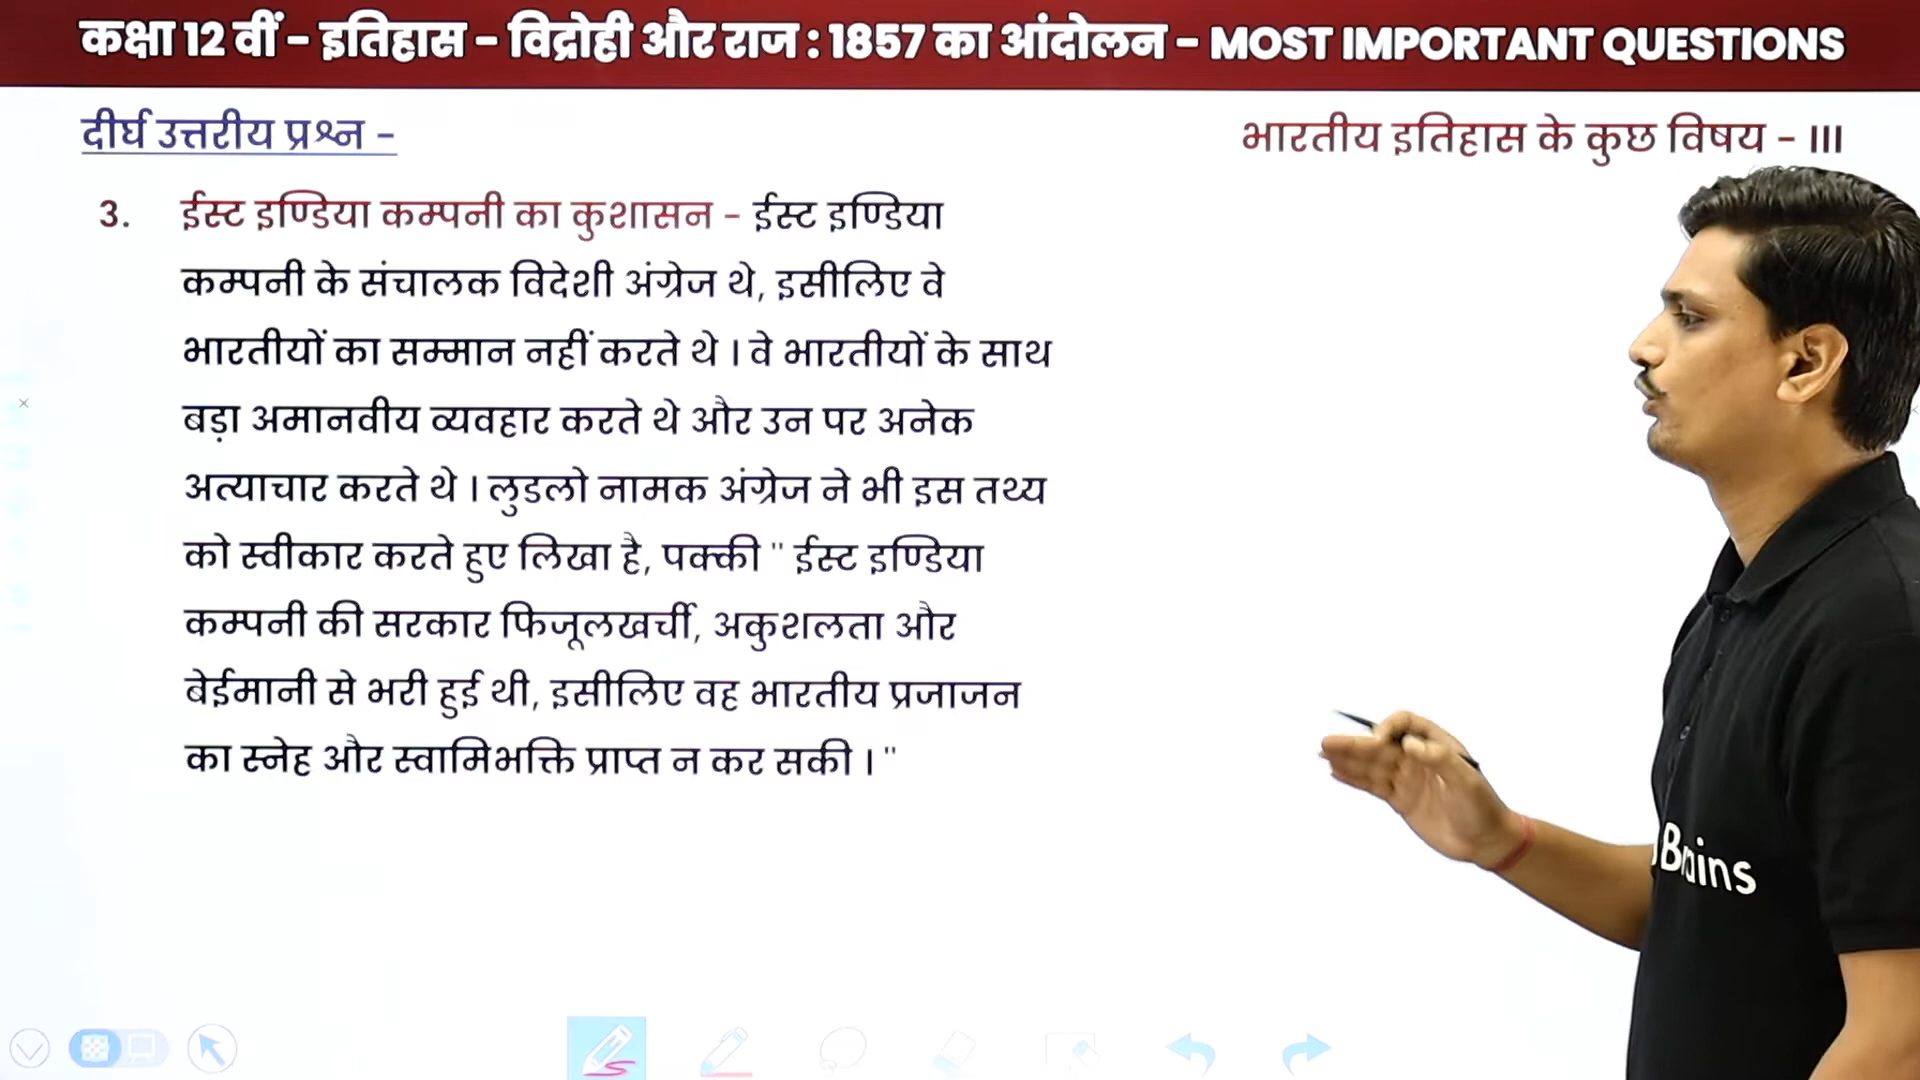 कक्षा 12 वीं - इतिहास - विद्रोही और राज : 1857 का आंदोलन - MOST IMPORTANT QUESTIONS
दीर्घ उत्तरीय प्रश्न -
भारतीय इतिहास के कुछ विषय - III
3. ईस्ट इण्डिया कम्पनी का कुशासन - ईस्ट इण्डिया
कम्पनी के संचालक विदेशी अंग्रेज थे, इसीलिए वे
भारतीयों का सम्मान नहीं करते थे । वे भारतीयों के साथ
बड़ा अमानवीय व्यवहार करते थे और उन पर अनेक
अत्याचार करते थे । लुडलो नामक अंग्रेज ने भी इस तथ्य
को स्वीकार करते हुए लिखा है, पक्की " ईस्ट इण्डिया
कम्पनी की सरकार फिजूलखर्ची, अकुशलता और
बेईमानी से भरी हुई थी, इसीलिए वह भारतीय प्रजाजन
का स्नेह और स्वामिभक्ति प्राप्त न कर सकी । "
Brains